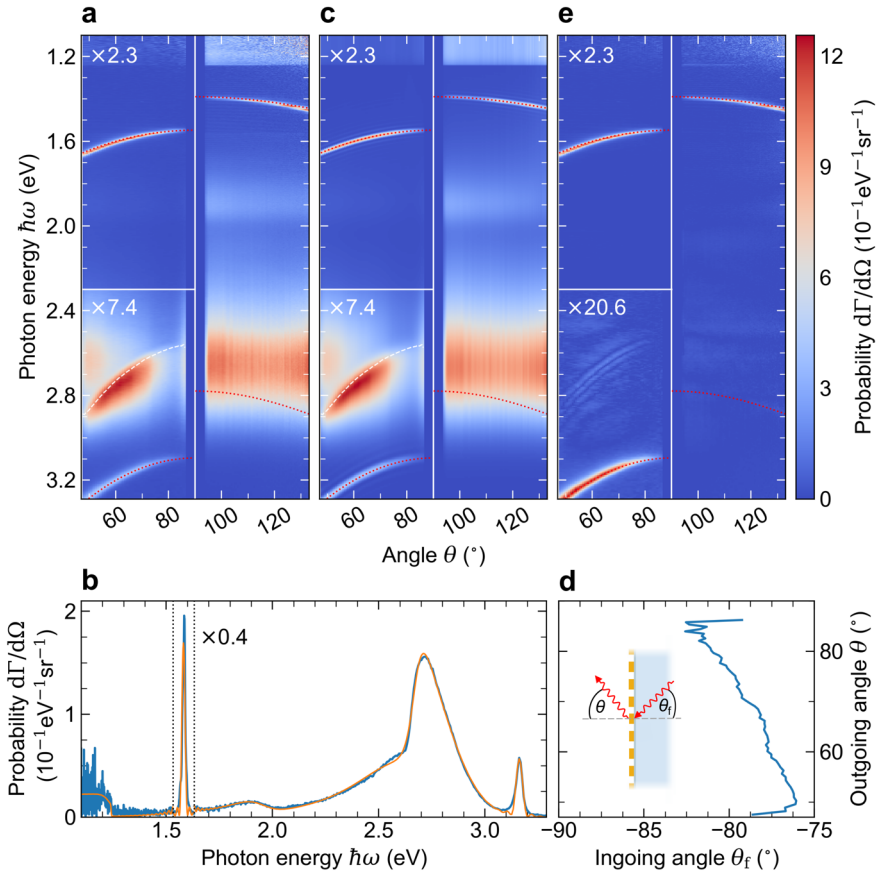 a
c
e
×2.3
×2.3
×2.3
×7.4
×7.4
×20.6
1.2
1.6
2.0
2.4
2.8
3.2
Photon energy ħω (eV)
60
80
100
120
60
80
100
120
60
80
100
120
Angle θ (°)
12
9
6
3
0
Probability dΓ/dΩ (10⁻¹eV⁻¹sr⁻¹)
b
×0.4
2
1
0
Probability dΓ/dΩ
(10⁻¹eV⁻¹sr⁻¹)
1.5
2.0
2.5
3.0
Photon energy ħω (eV)
d
θ
θf
80
60
Outgoing angle θ (°)
−90
−85
−80
−75
Ingoing angle θf (°)